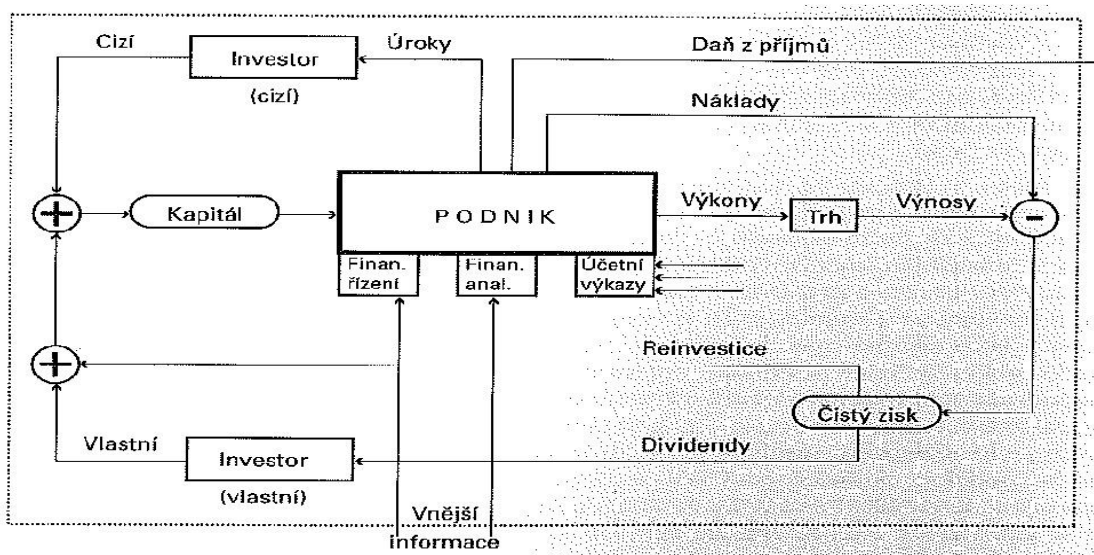 Cizí
Investor
(cizí)
Úroky
Daň z příjmů
Náklady
+
Kapitál
PODNIK
Výkony
Trh
Výnosy
-
Finan.
řízení
Finan.
anal.
Účetní
výkazy
+
Reinvestice
Čistý zisk
Vlastní
Investor
(vlastní)
Dividendy
Vnější
informace